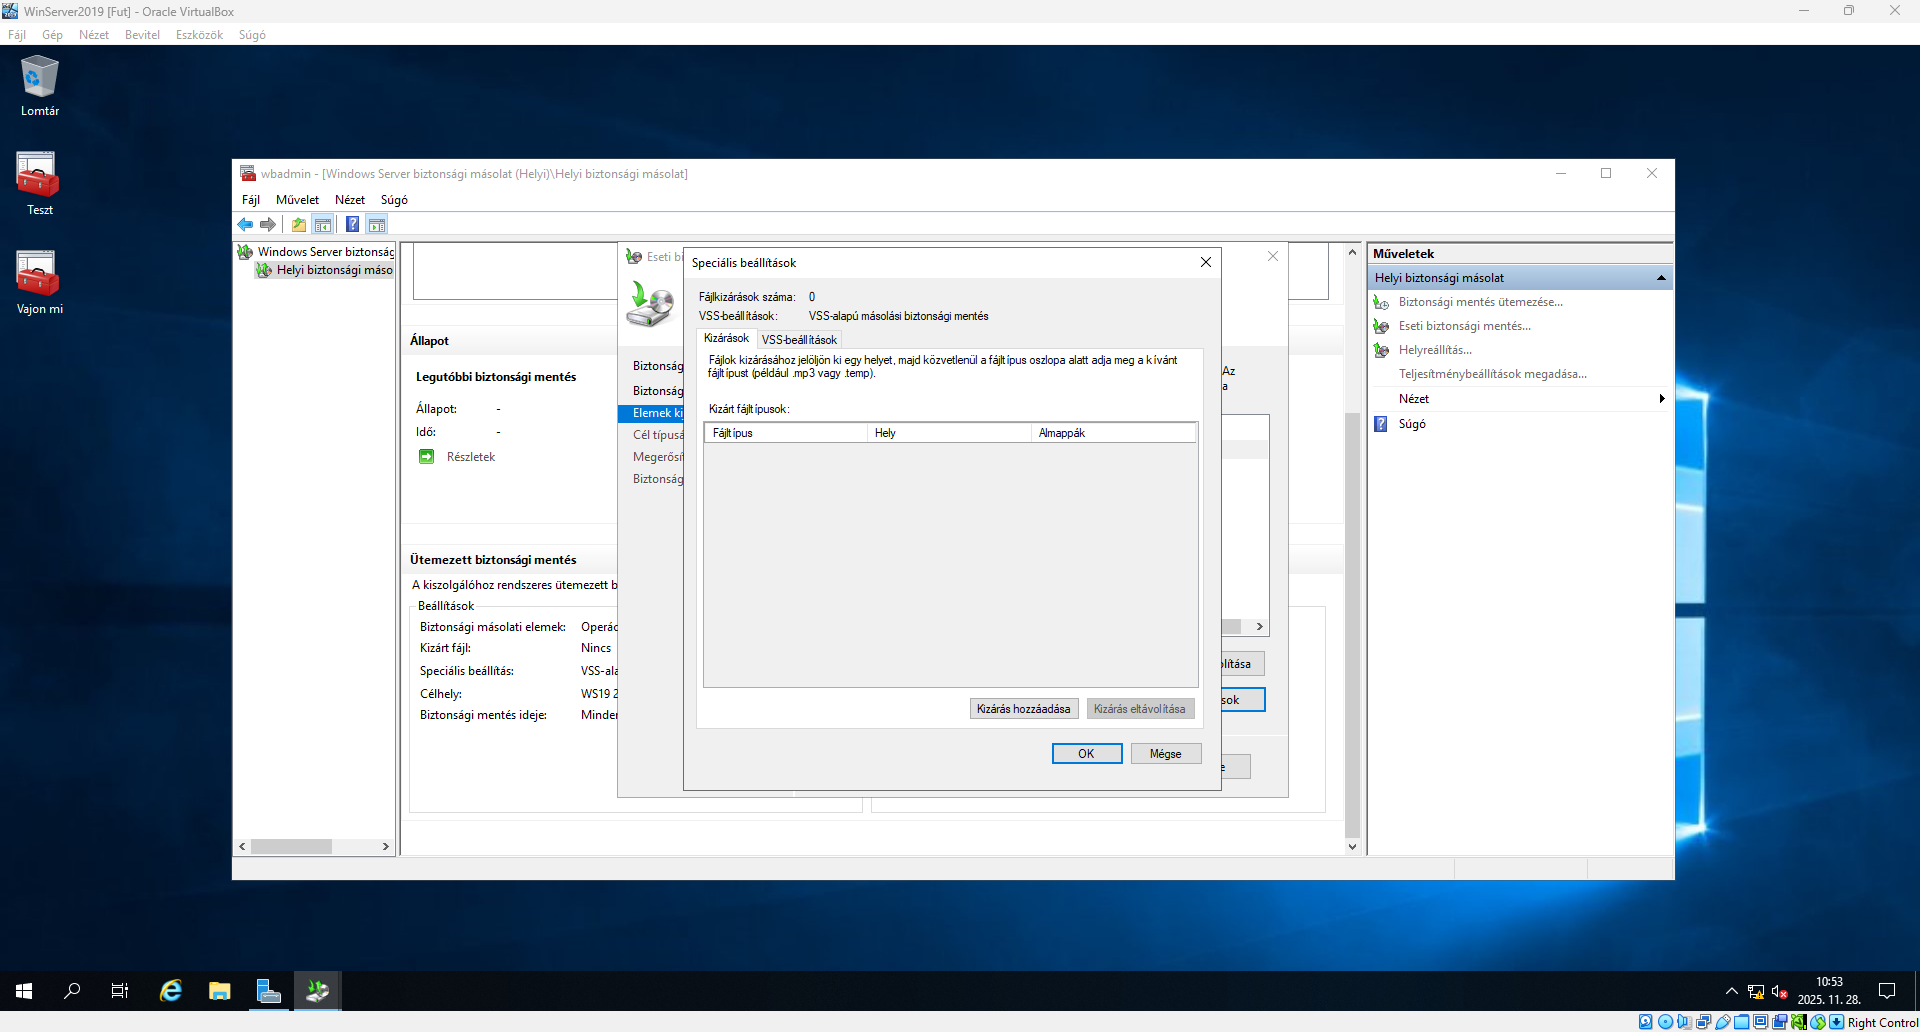 WinServer2019 [Fut] - Oracle VirtualBox
Fájl Gép Nézet Bevitel Eszközök Súgó
Lomtár
Teszt
Vajon mi
wbadmin - [Windows Server biztonsági másolat (Helyi)\Helyi biztonsági másolat]
Fájl Művelet Nézet Súgó
Windows Server biztonság
Helyi biztonsági máso
Állapot
Legutóbbi biztonsági mentés
Állapot: -
Idő: -
Részletek
Ütemezett biztonsági mentés
A kiszolgálóhoz rendszeres ütemezett b
Beállítások
Biztonsági másolati elemek: Operác
Kizárt fájl: Nincs
Speciális beállítás: VSS-ala
Célhely: WS19 2
Biztonsági mentés ideje: Minden
Eseti bi
Biztonság
Biztonság
Elemek ki
Cél típusá
Megerősít
Biztonság
Az
a
olítása
sok
e
Speciális beállítások
Fájlkizárások száma: 0
VSS-beállítások: VSS-alapú másolási biztonsági mentés
Kizárások VSS-beállítások
Fájlok kizárásához jelöljön ki egy helyet, majd közvetlenül a fájltípus oszlopa alatt adja meg a kívánt
fájltípust (például .mp3 vagy .temp).
Kizárt fájltípusok:
Fájltípus Hely Almappák
Kizárás hozzáadása Kizárás eltávolítása
OK Mégse
Műveletek
Helyi biztonsági másolat
Biztonsági mentés ütemezése...
Eseti biztonsági mentés...
Helyreállítás...
Teljesítménybeállítások megadása...
Nézet
Súgó
10:53
2025. 11. 28.
Right Control